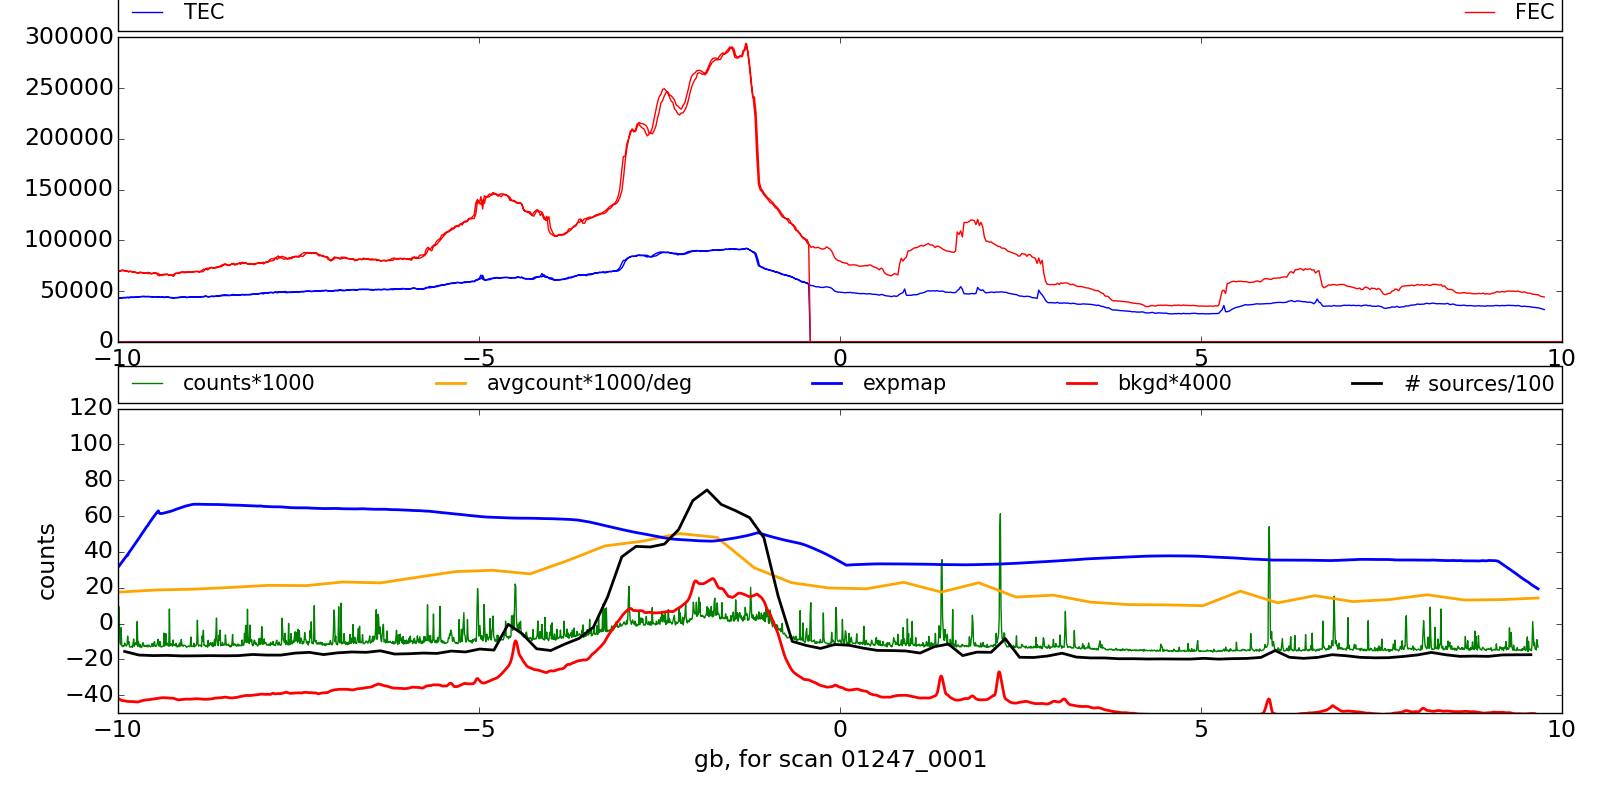 TEC FEC
300000
250000
200000
150000
100000
50000
0
−10 −5 0 5 10
counts*1000 avgcount*1000/deg expmap bkgd*4000 # sources/100
120
100
80
60
40
20
0
−20
−40
counts
−10 −5 0 5 10
gb, for scan 01247_0001